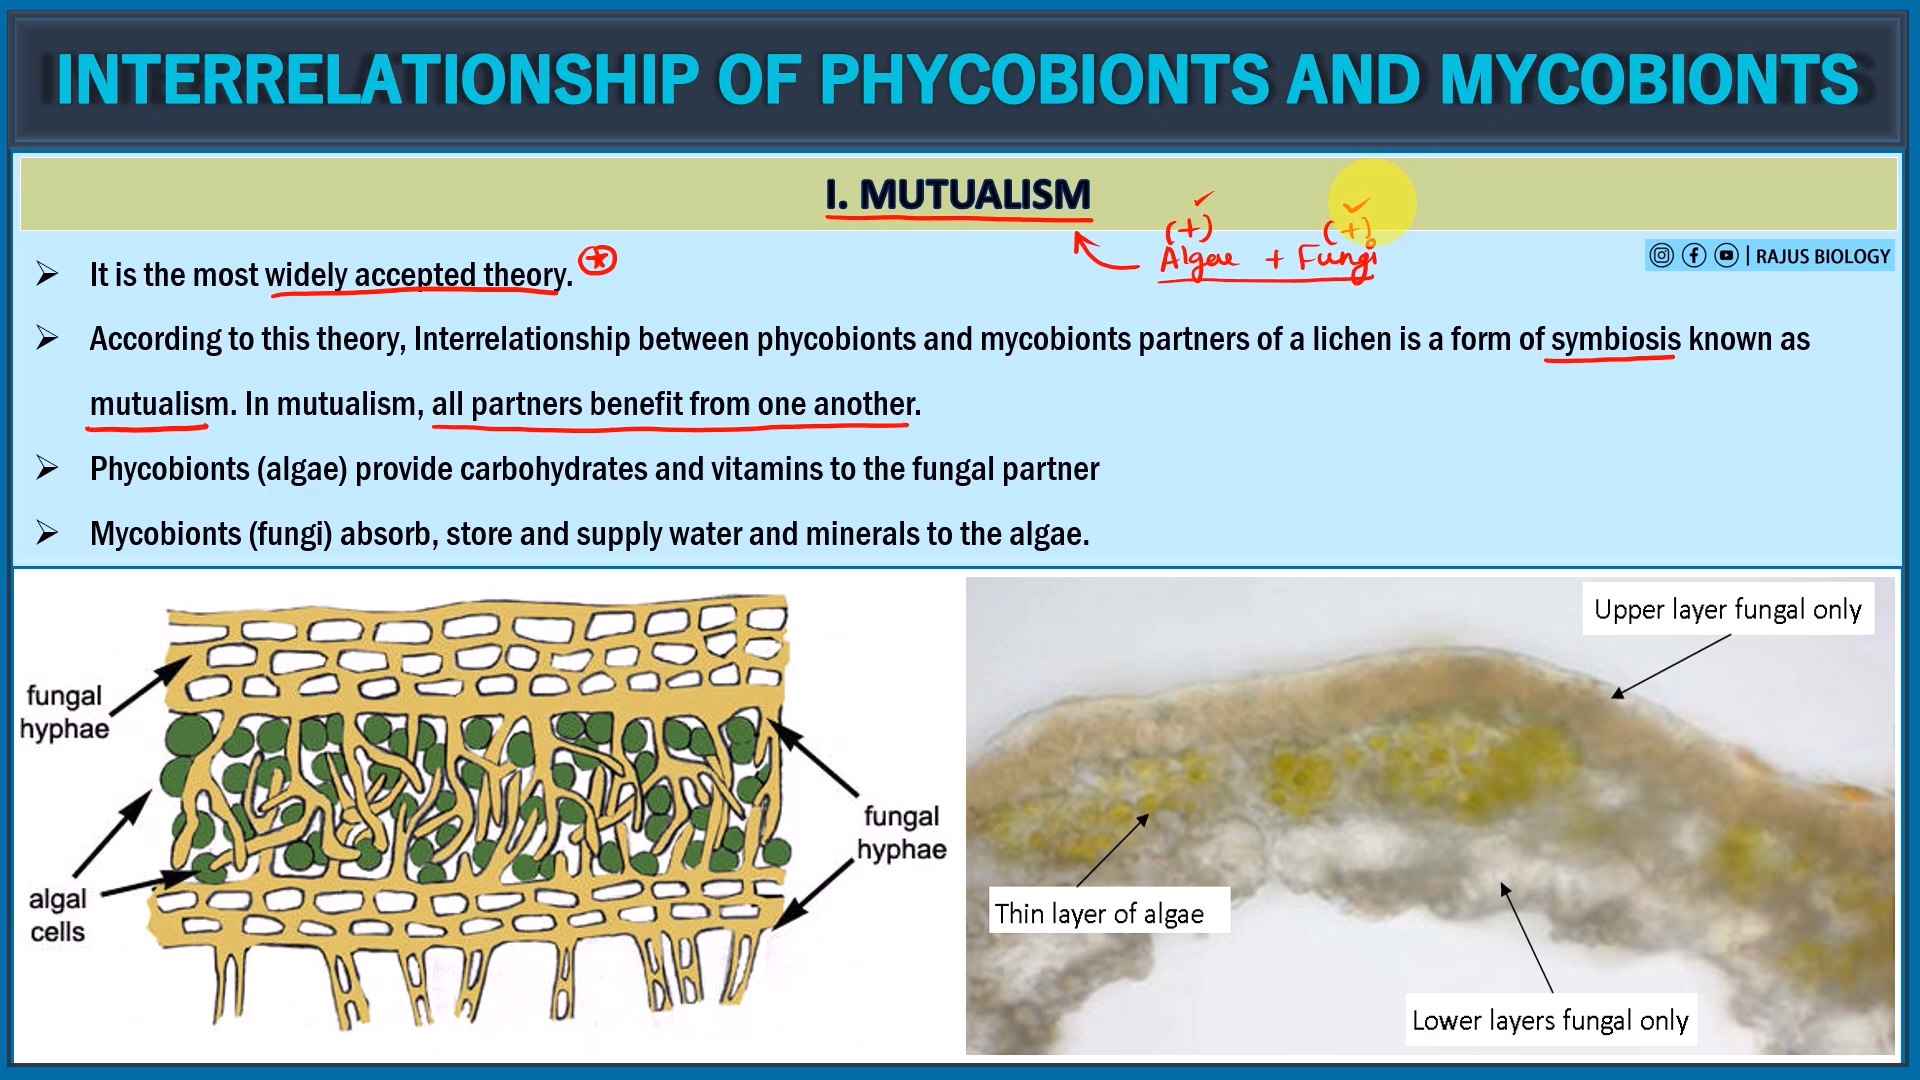 INTERRELATIONSHIP OF PHYCOBIONTS AND MYCOBIONTS
I. MUTUALISM
(+) (+)
Algae + Fungi
It is the most widely accepted theory.
| RAJUS BIOLOGY
According to this theory, Interrelationship between phycobionts and mycobionts partners of a lichen is a form of symbiosis known as
mutualism. In mutualism, all partners benefit from one another.
Phycobionts (algae) provide carbohydrates and vitamins to the fungal partner
Mycobionts (fungi) absorb, store and supply water and minerals to the algae.
fungal
hyphae
algal
cells
fungal
hyphae
Upper layer fungal only
Thin layer of algae
Lower layers fungal only